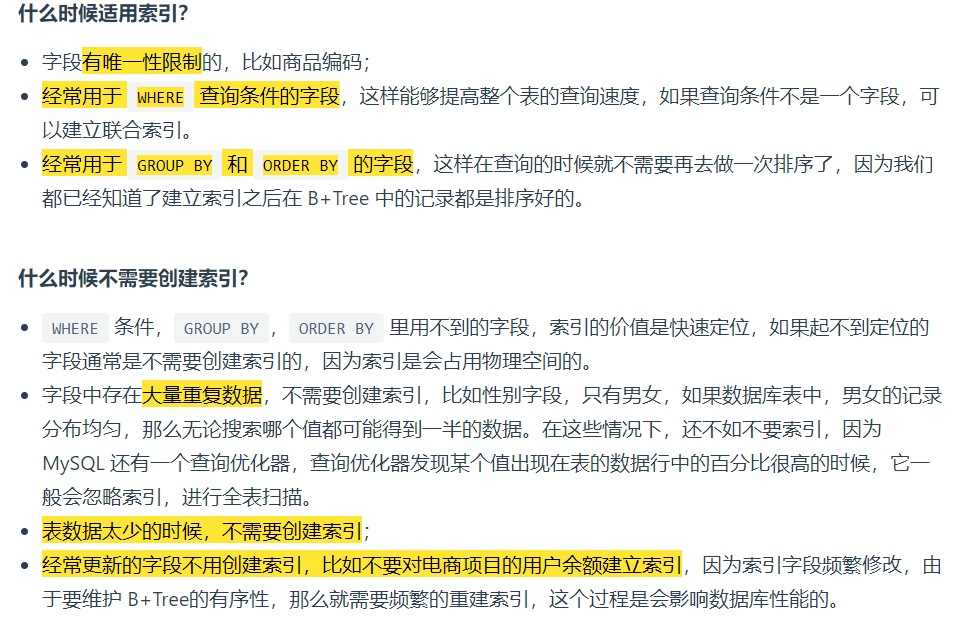 什么时候适用索引？
字段有唯一性限制的，比如商品编码；
经常用于 WHERE 查询条件的字段，这样能够提高整个表的查询速度，如果查询条件不是一个字段，可
以建立联合索引。
经常用于 GROUP BY 和 ORDER BY 的字段，这样在查询的时候就不需要再去做一次排序了，因为我们
都已经知道了建立索引之后在 B+Tree 中的记录都是排序好的。
什么时候不需要创建索引？
WHERE 条件，GROUP BY，ORDER BY 里用不到的字段，索引的价值是快速定位，如果起不到定位的
字段通常是不需要创建索引的，因为索引是会占用物理空间的。
字段中存在大量重复数据，不需要创建索引，比如性别字段，只有男女，如果数据库表中，男女的记录
分布均匀，那么无论搜索哪个值都可能得到一半的数据。在这些情况下，还不如不要索引，因为
MySQL 还有一个查询优化器，查询优化器发现某个值出现在表的数据行中的百分比很高的时候，它一
般会忽略索引，进行全表扫描。
表数据太少的时候，不需要创建索引；
经常更新的字段不用创建索引，比如不要对电商项目的用户余额建立索引，因为索引字段频繁修改，由
于要维护 B+Tree的有序性，那么就需要频繁的重建索引，这个过程是会影响数据库性能的。